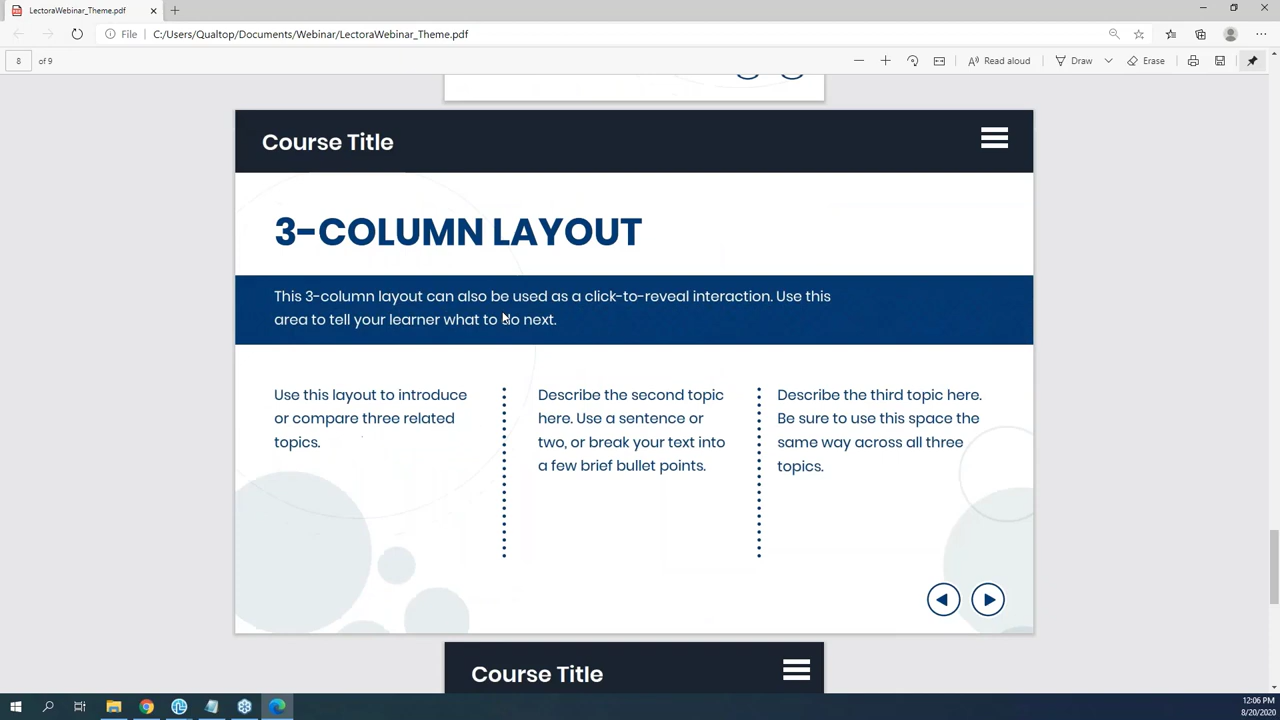 LectoraWebinar_Theme.pdf
File C:/Users/Qualtop/Documents/Webinar/LectoraWebinar_Theme.pdf
8 of 9 Read aloud Draw Erase
Course Title
3-COLUMN LAYOUT
This 3-column layout can also be used as a click-to-reveal interaction. Use this
area to tell your learner what to do next.
Use this layout to introduce
or compare three related
topics.
Describe the second topic
here. Use a sentence or
two, or break your text into
a few brief bullet points.
Describe the third topic here.
Be sure to use this space the
same way across all three
topics.
Course Title
12:06 PM
8/20/2020